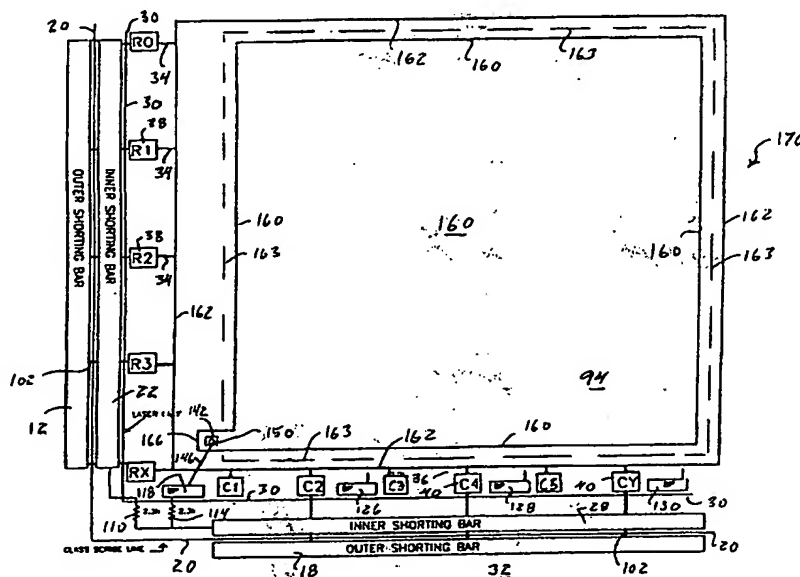 20
30
R0
34
162
160
163
30
38
R1
34
170
OUTER SHORTING BAR
INNER SHORTING BAR
160
160
160
162
163
163
38
R2
34
162
R3
102
22
12
94
LASER CUT
142
166
150
160
146
163
162
RX
118
C1
30
C2
126
C3
36
40
C4
128
C5
40
CY
130
30
110
114
INNER SHORTING BAR
28
20
GLASS SCRIBE LINE
20
OUTER SHORTING BAR
18
32
102